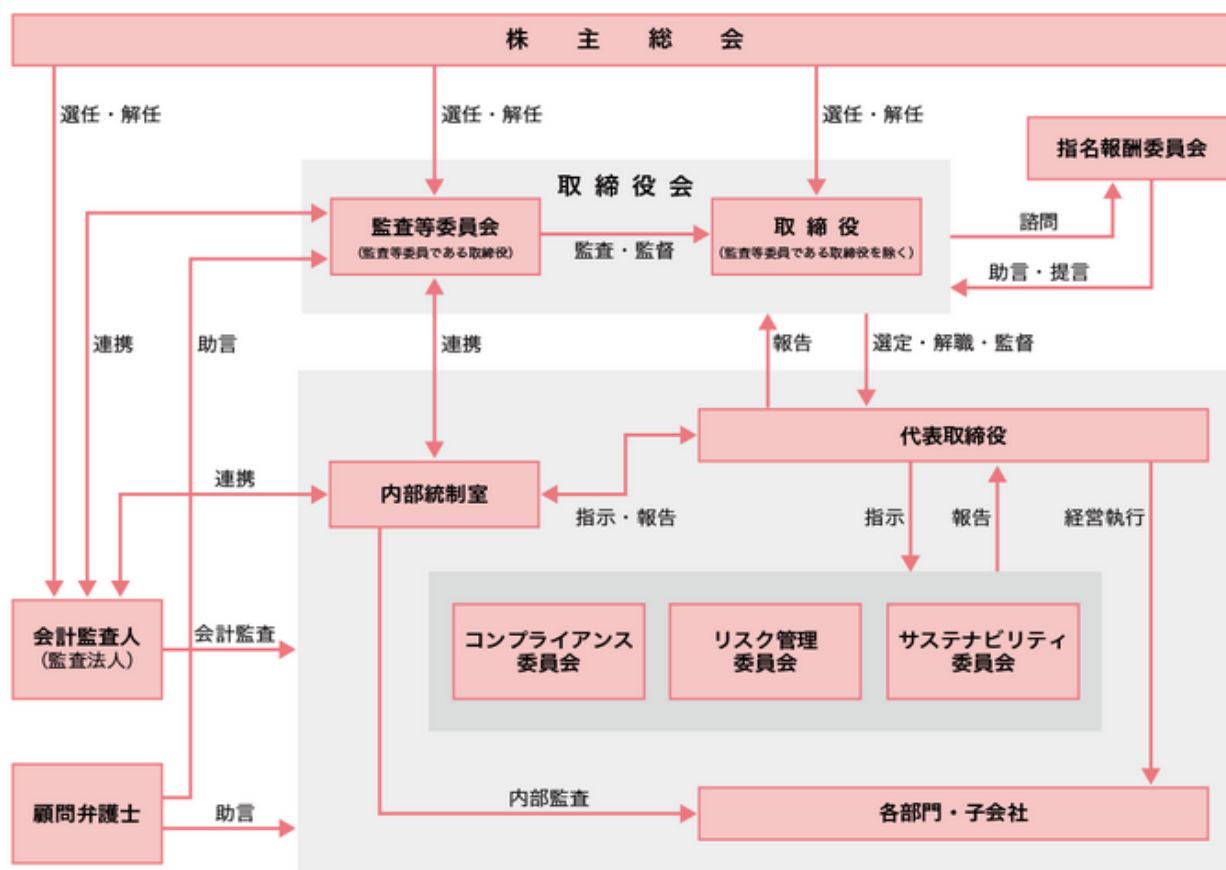 株主総会
選任・解任
選任・解任
選任・解任
指名報酬委員会
取締役会
監査等委員会
(監査等委員である取締役)
監査・監督
取締役
(監査等委員である取締役を除く)
諮問
助言・提言
連携
助言
連携
報告
選定・解職・監督
代表取締役
連携
内部統制室
指示・報告
指示
報告
経営執行
会計監査人
(監査法人)
会計監査
コンプライアンス
委員会
リスク管理
委員会
サステナビリティ
委員会
内部監査
各部門・子会社
顧問弁護士
助言